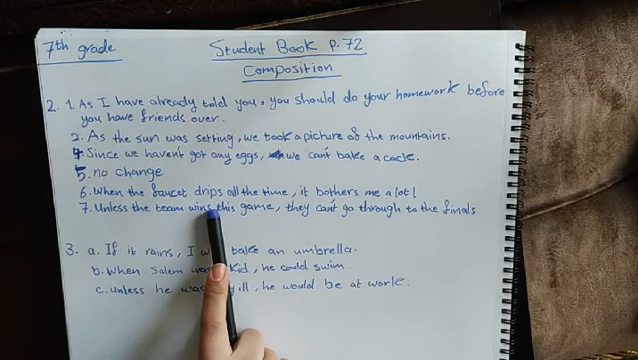 7th grade
Student Book p.72
Composition
2. 1. As I have already told you, you should do your homework before
you have friends over.
2. As the sun was setting, we took a picture of the mountains.
4. Since we haven't got any eggs, we can't bake a cack.
5. no change
6. When the faucet drips all the time, it bothers me a lot!
7. Unless the team wins this game, they can't go through to the finals
3. a. If it rains, I take an umbrella.
b. When Salem was kid, he could swim.
c. unless he was ill, he would be at work.